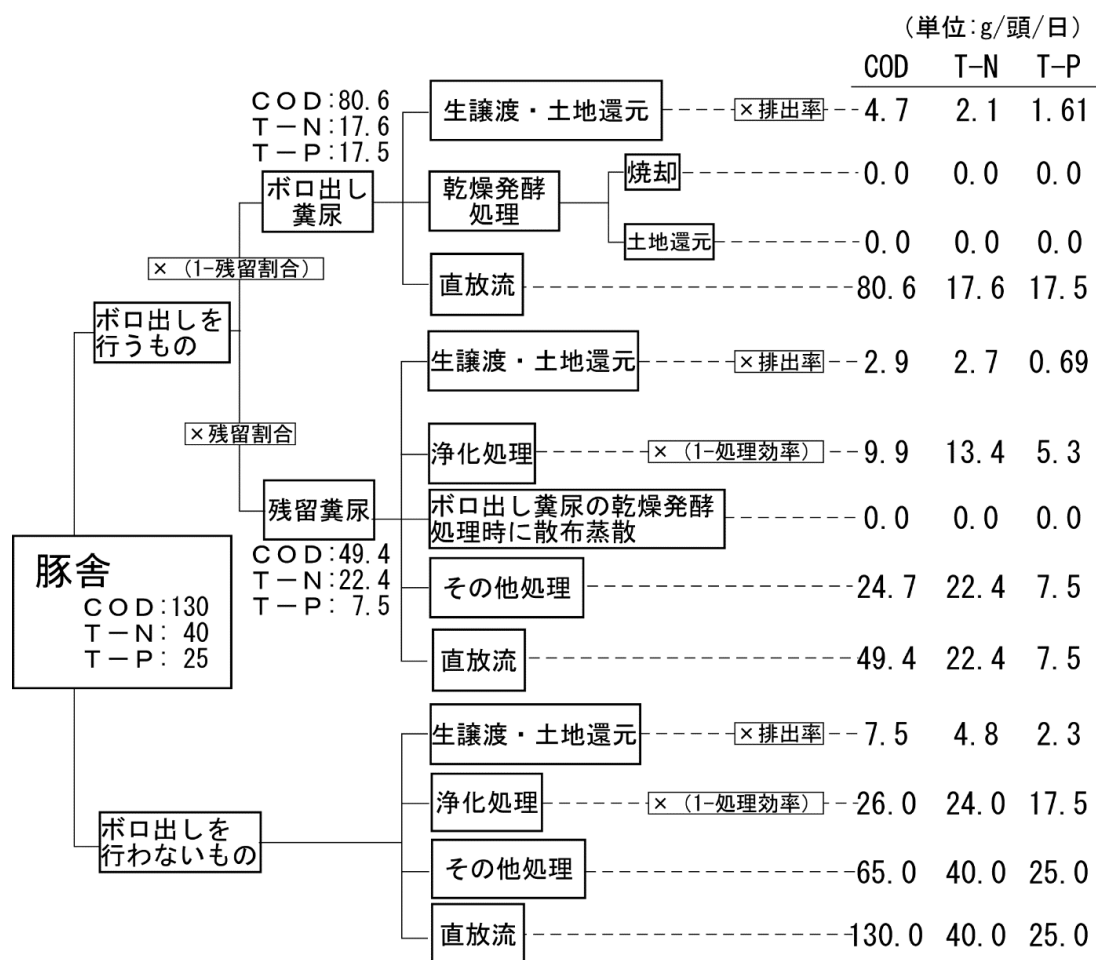 （単位:g/頭/日）
COD T-N T-P
COD:80.6
T-N:17.6
T-P:17.5
生譲渡・土地還元 ×排出率 4.7 2.1 1.61
ボロ出し
糞尿
乾燥発酵
処理
焼却 0.0 0.0 0.0
土地還元 0.0 0.0 0.0
×（1-残留割合）
直放流 80.6 17.6 17.5
ボロ出しを
行うもの
生譲渡・土地還元 ×排出率 2.9 2.7 0.69
×残留割合
浄化処理 ×（1-処理効率） 9.9 13.4 5.3
残留糞尿
ボロ出し糞尿の乾燥発酵
処理時に散布蒸散 0.0 0.0 0.0
COD:49.4
T-N:22.4
T-P: 7.5
その他処理 24.7 22.4 7.5
豚舎
COD:130
T-N: 40
T-P: 25
直放流 49.4 22.4 7.5
生譲渡・土地還元 ×排出率 7.5 4.8 2.3
浄化処理 ×（1-処理効率） 26.0 24.0 17.5
ボロ出しを
行わないもの
その他処理 65.0 40.0 25.0
直放流 130.0 40.0 25.0